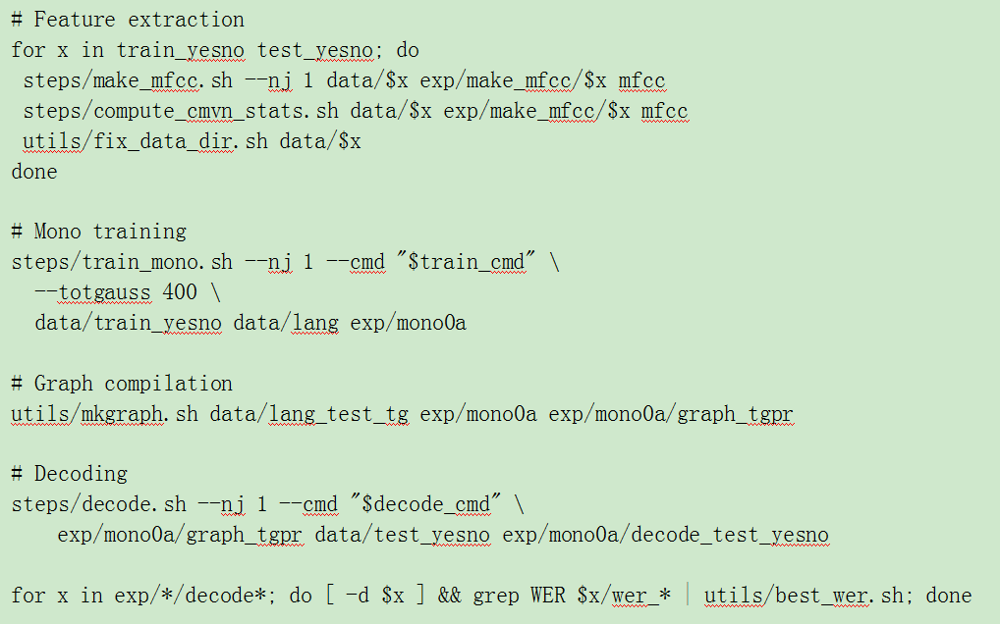 # Feature extraction
for x in train_yesno test_yesno; do
 steps/make_mfcc.sh --nj 1 data/$x exp/make_mfcc/$x mfcc
 steps/compute_cmvn_stats.sh data/$x exp/make_mfcc/$x mfcc
 utils/fix_data_dir.sh data/$x
done

# Mono training
steps/train_mono.sh --nj 1 --cmd "$train_cmd" \
  --totgauss 400 \
  data/train_yesno data/lang exp/mono0a

# Graph compilation
utils/mkgraph.sh data/lang_test_tg exp/mono0a exp/mono0a/graph_tgpr

# Decoding
steps/decode.sh --nj 1 --cmd "$decode_cmd" \
    exp/mono0a/graph_tgpr data/test_yesno exp/mono0a/decode_test_yesno

for x in exp/*/decode*; do [ -d $x ] && grep WER $x/wer_* | utils/best_wer.sh; done